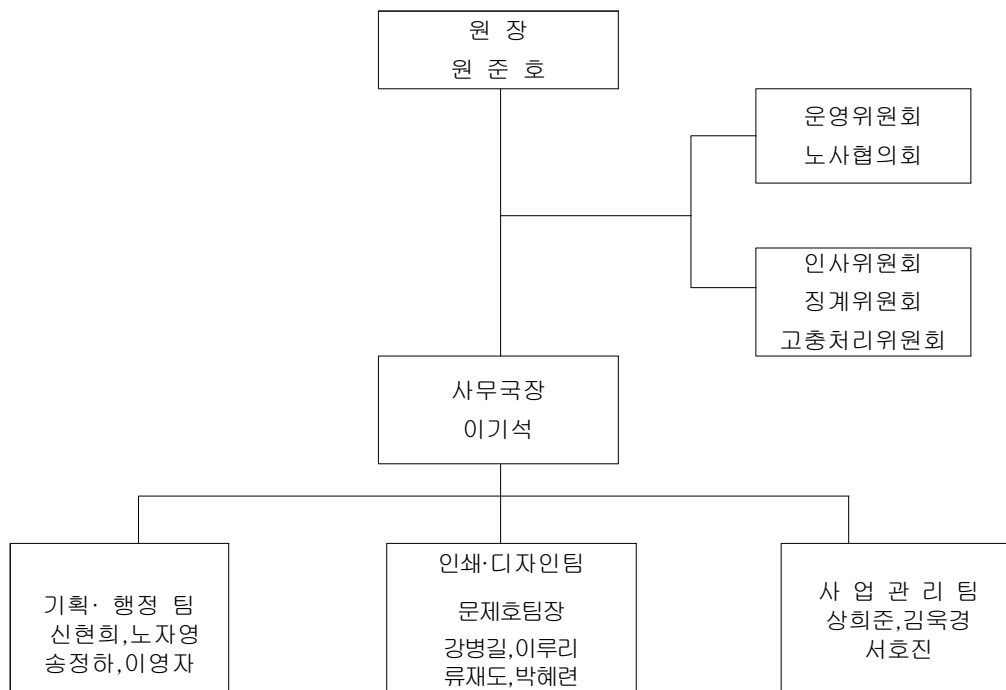 원 장
원 준 호
운영위원회
노사협의회
인사위원회
징계위원회
고충처리위원회
사무국장
이기석
기획· 행정 팀
신현희,노자영
송정하,이영자
인쇄·디자인팀
문제호팀장
강병길,이루리
류재도,박혜련
사 업 관 리 팀
상희준,김욱경
서호진